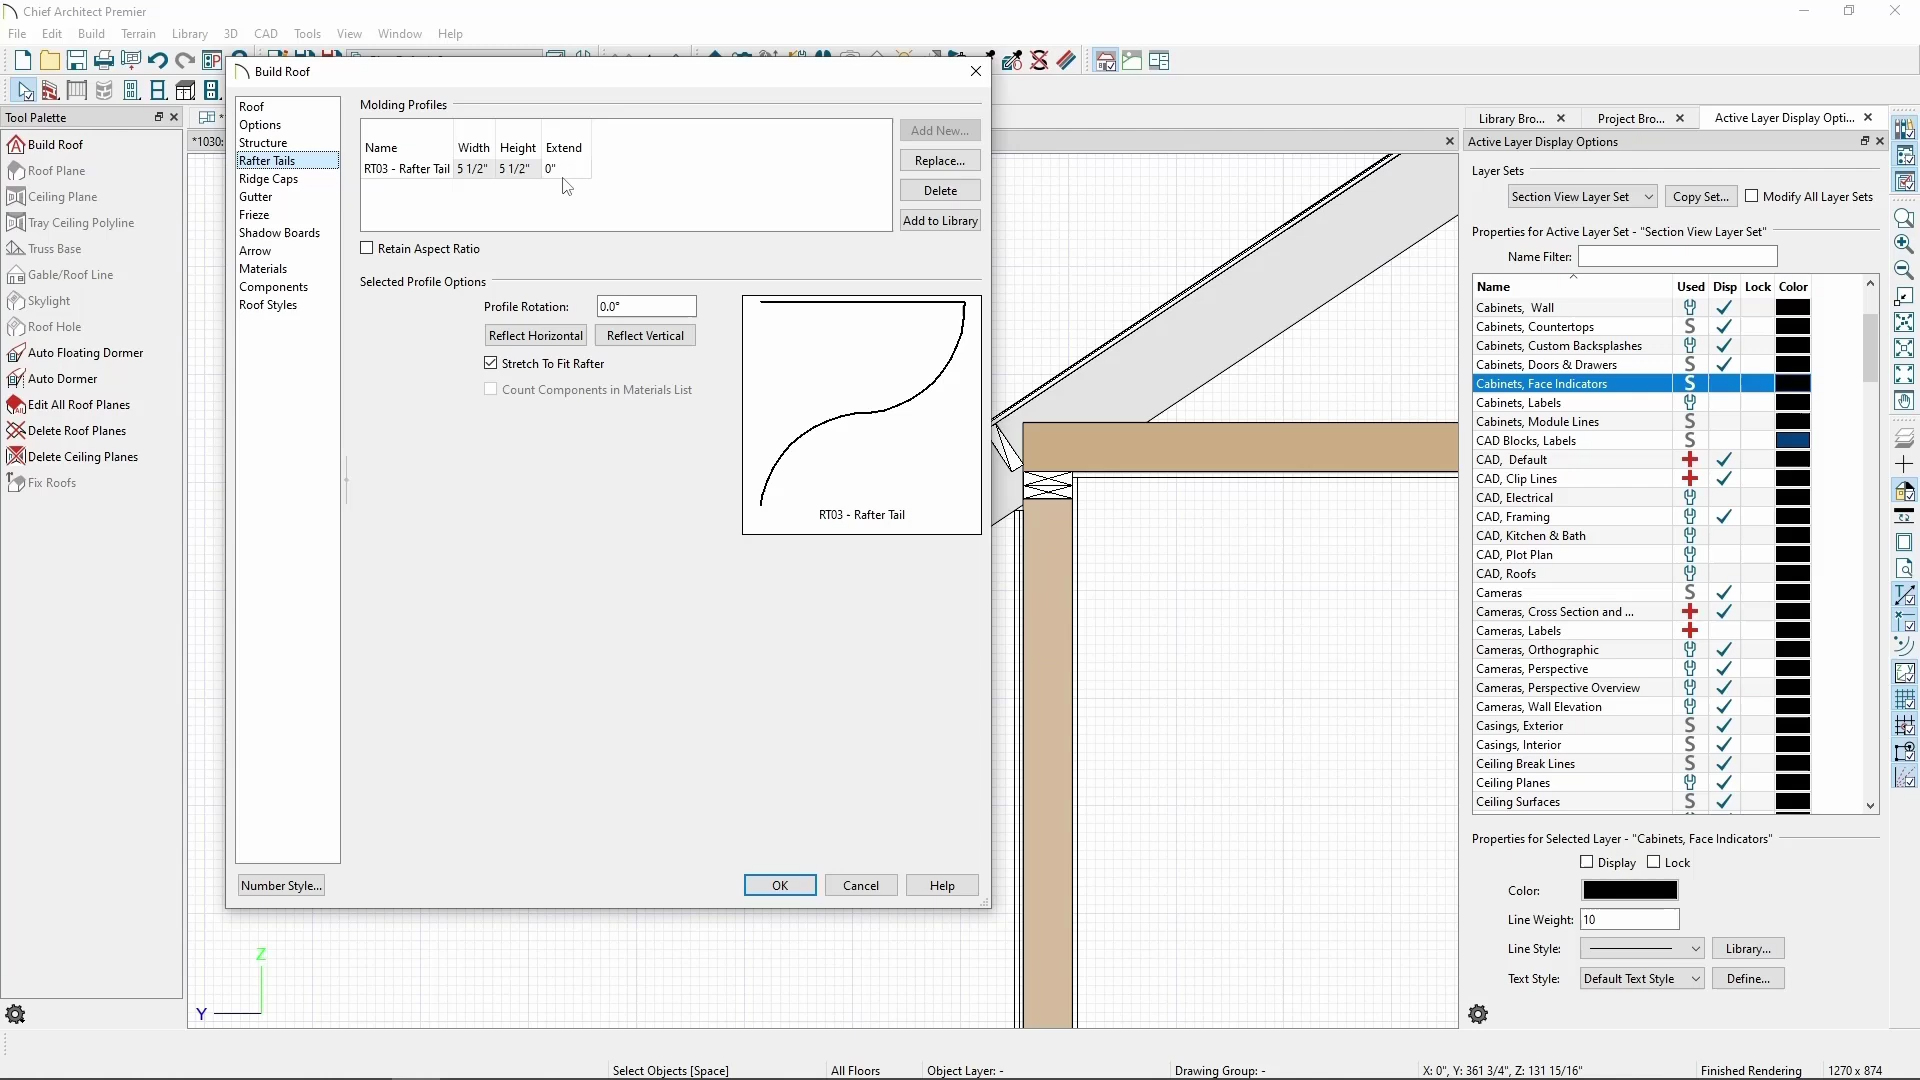 Chief Architect Premier
File Edit Build Terrain Library 3D CAD Tools View Window Help
Tool Palette
Build Roof
Roof Plane
Ceiling Plane
Tray Ceiling Polyline
Truss Base
Gable/Roof Line
Skylight
Roof Hole
Auto Floating Dormer
Auto Dormer
Edit All Roof Planes
Delete Roof Planes
Delete Ceiling Planes
Fix Roofs
*1030:
Build Roof
Roof
Options
Structure
Rafter Tails
Ridge Caps
Gutter
Frieze
Shadow Boards
Arrow
Materials
Components
Roof Styles
Molding Profiles
Name Width Height Extend
RT03 - Rafter Tail 5 1/2" 5 1/2" 0"
Add New...
Replace...
Delete
Add to Library
Retain Aspect Ratio
Selected Profile Options
Profile Rotation: 0.0°
Reflect Horizontal Reflect Vertical
Stretch To Fit Rafter
Count Components in Materials List
RT03 - Rafter Tail
Number Style... OK Cancel Help
Z
Y
Library Bro... Project Bro... Active Layer Display Opti...
Active Layer Display Options
Layer Sets
Section View Layer Set Copy Set... Modify All Layer Sets
Properties for Active Layer Set - "Section View Layer Set"
Name Filter:
Name Used Disp Lock Color
Cabinets, Wall
Cabinets, Countertops S
Cabinets, Custom Backsplashes
Cabinets, Doors & Drawers S
Cabinets, Face Indicators S
Cabinets, Labels
Cabinets, Module Lines S
CAD Blocks, Labels S
CAD, Default
CAD, Clip Lines
CAD, Electrical
CAD, Framing
CAD, Kitchen & Bath
CAD, Plot Plan
CAD, Roofs
Cameras S
Cameras, Cross Section and ...
Cameras, Labels
Cameras, Orthographic
Cameras, Perspective
Cameras, Perspective Overview
Cameras, Wall Elevation
Casings, Exterior S
Casings, Interior S
Ceiling Break Lines S
Ceiling Planes
Ceiling Surfaces S
Properties for Selected Layer - "Cabinets, Face Indicators"
Display Lock
Color:
Line Weight: 10
Line Style: Library...
Text Style: Default Text Style Define...
Select Objects [Space] All Floors Object Layer: - Drawing Group: - X: 0", Y: 361 3/4", Z: 131 15/16" Finished Rendering 1270 x 874